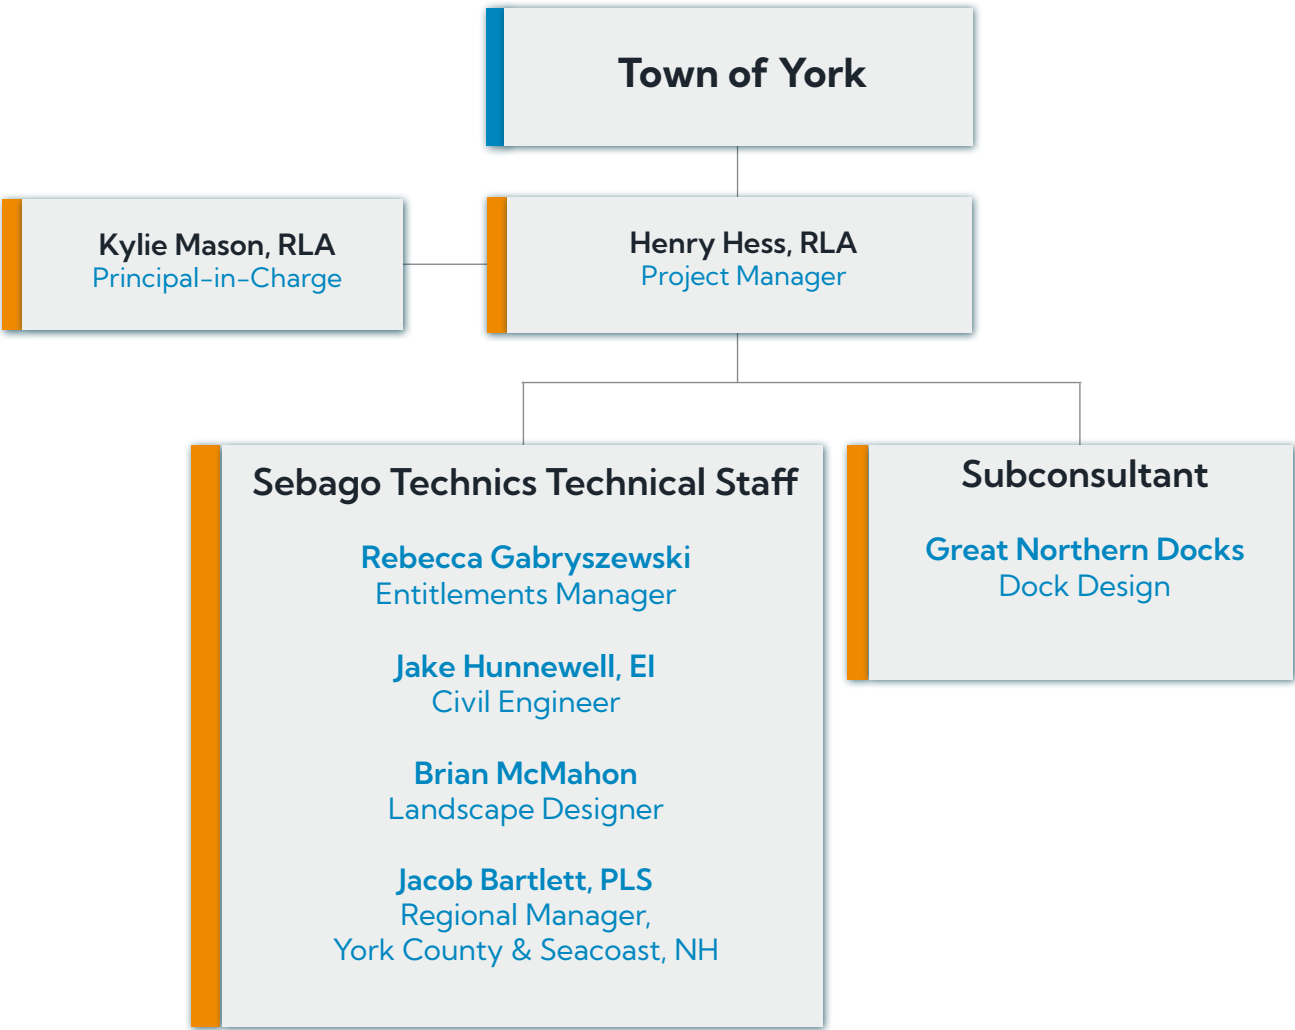 Town of York
Kylie Mason, RLA
Principal-in-Charge
Henry Hess, RLA
Project Manager
Sebago Technics Technical Staff
Rebecca Gabryszewski
Entitlements Manager
Jake Hunnewell, EI
Civil Engineer
Brian McMahon
Landscape Designer
Jacob Bartlett, PLS
Regional Manager,
York County & Seacoast, NH
Subconsultant
Great Northern Docks
Dock Design